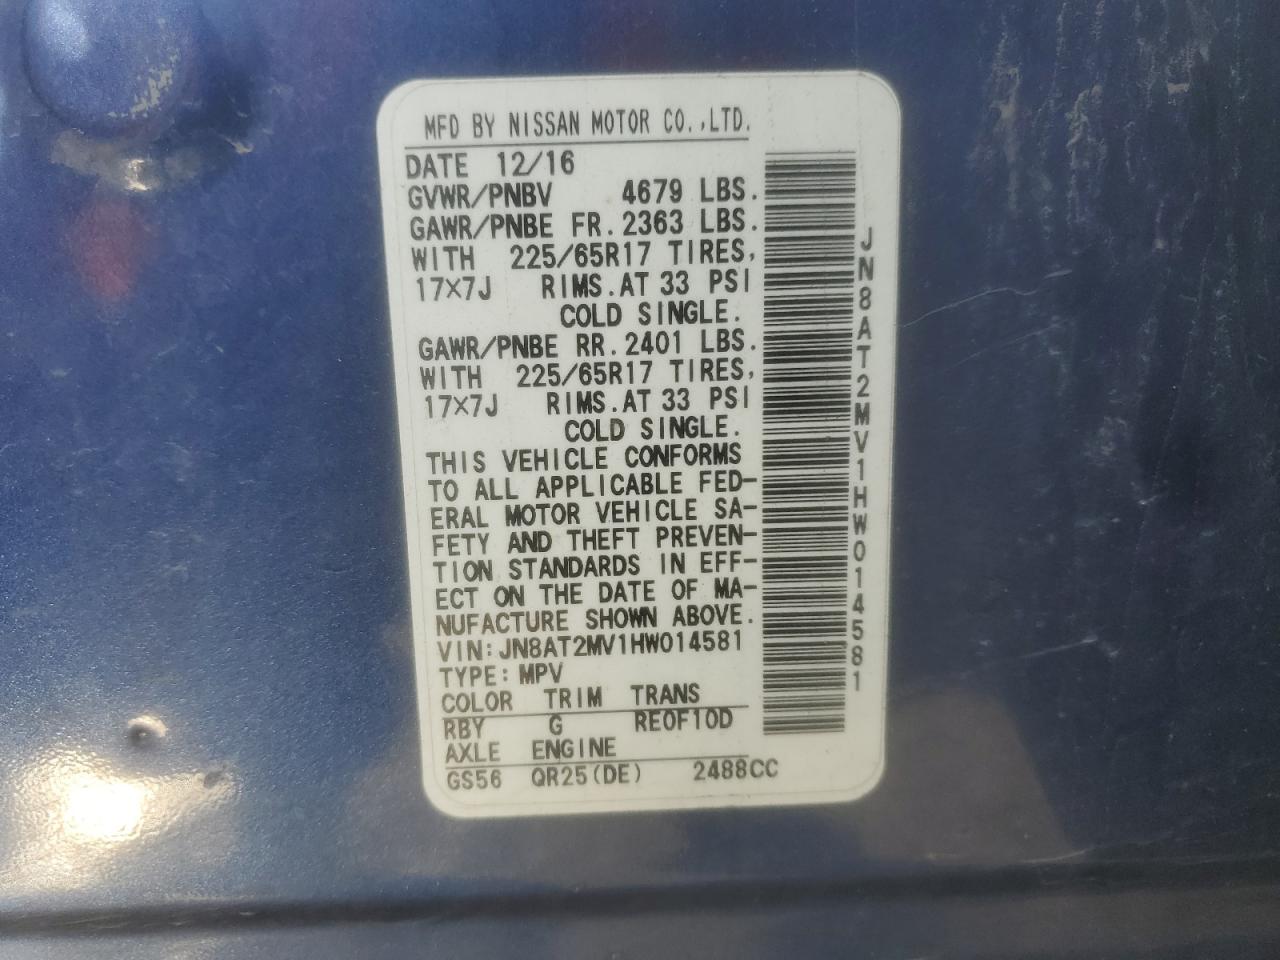 MFD BY NISSAN MOTOR CO.,LTD.
DATE 12/16
GVWR/PNBV 4679 LBS.
GAWR/PNBE FR. 2363 LBS.
WITH 225/65R17 TIRES,
17×7J RIMS.AT 33 PSI
COLD SINGLE.
GAWR/PNBE RR. 2401 LBS.
WITH 225/65R17 TIRES,
17×7J RIMS.AT 33 PSI
COLD SINGLE.
THIS VEHICLE CONFORMS
TO ALL APPLICABLE FED-
ERAL MOTOR VEHICLE SA-
FETY AND THEFT PREVEN-
TION STANDARDS IN EFF-
ECT ON THE DATE OF MA-
NUFACTURE SHOWN ABOVE.
VIN:JN8AT2MV1HW014581
TYPE:MPV
COLOR TRIM TRANS
RBY G RE0F10D
AXLE ENGINE
GS56 QR25(DE) 2488CC
JN8AT2MV1HW014581